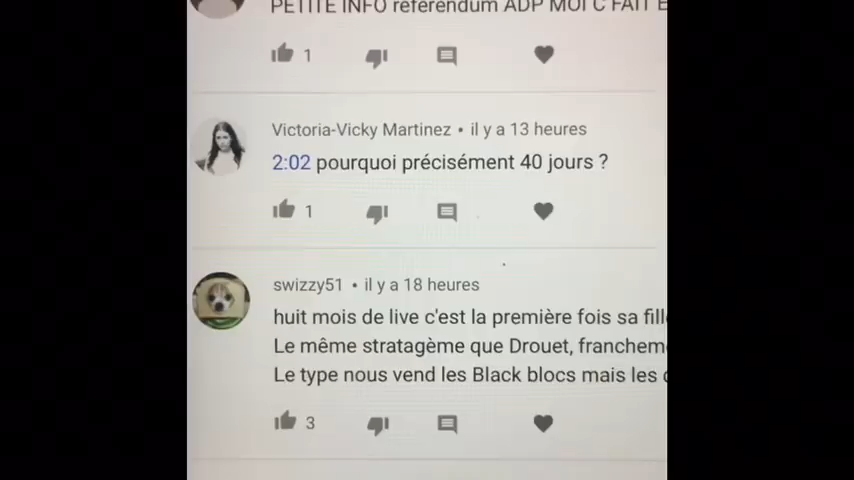 PETITE INFO referendum ADP MOI C FAIT
1
Victoria-Vicky Martinez • il y a 13 heures
2:02 pourquoi précisément 40 jours ?
1
swizzy51 • il y a 18 heures
huit mois de live c'est la première fois sa fill
Le même stratagème que Drouet, franchem
Le type nous vend les Black blocs mais les
3